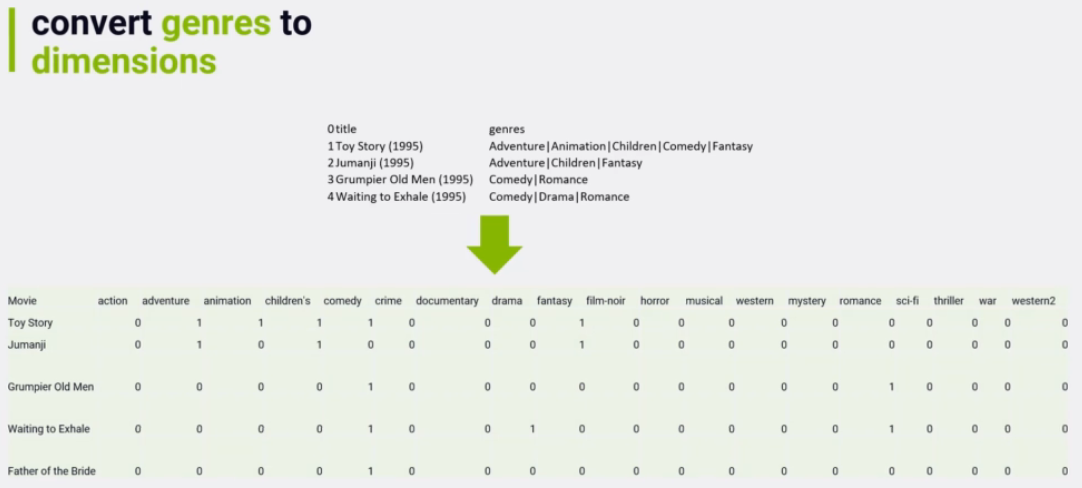 convert genres to
dimensions
0 title genres
1 Toy Story (1995) Adventure|Animation|Children|Comedy|Fantasy
2 Jumanji (1995) Adventure|Children|Fantasy
3 Grumpier Old Men (1995) Comedy|Romance
4 Waiting to Exhale (1995) Comedy|Drama|Romance
Movie action adventure animation children's comedy crime documentary drama fantasy film-noir horror musical western mystery romance sci-fi thriller war western2
Toy Story 0 1 1 1 1 0 0 0 1 0 0 0 0 0 0 0 0 0 0
Jumanji 0 1 0 1 0 0 0 0 1 0 0 0 0 0 0 0 0 0 0
Grumpier Old Men 0 0 0 0 1 0 0 0 0 0 0 0 0 0 1 0 0 0 0
Waiting to Exhale 0 0 0 0 1 0 0 1 0 0 0 0 0 0 1 0 0 0 0
Father of the Bride 0 0 0 0 1 0 0 0 0 0 0 0 0 0 0 0 0 0 0